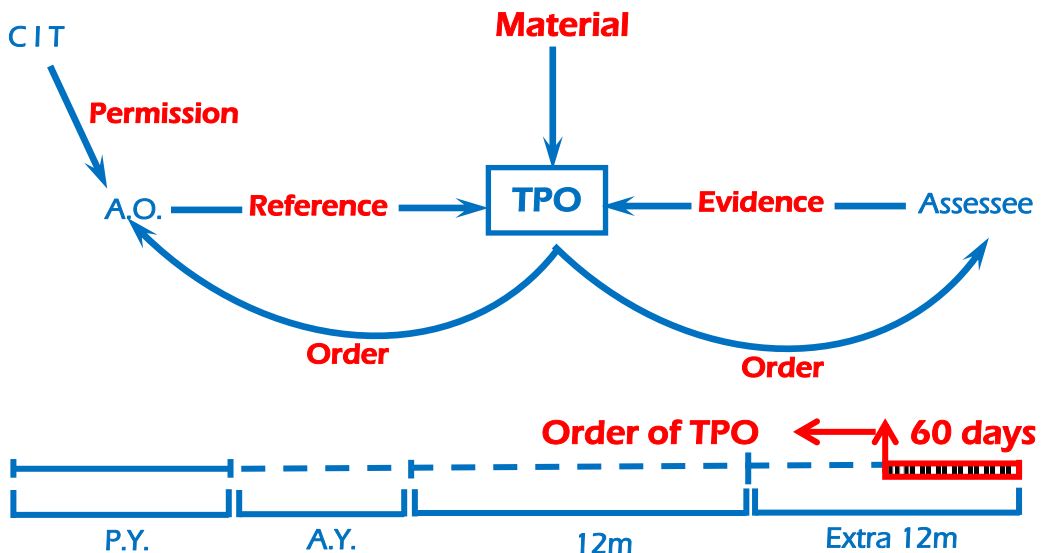 CIT
Material
Permission
A.O.
Reference
TPO
Evidence
Assessee
Order
Order
Order of TPO
60 days
P.Y.
A.Y.
12m
Extra 12m